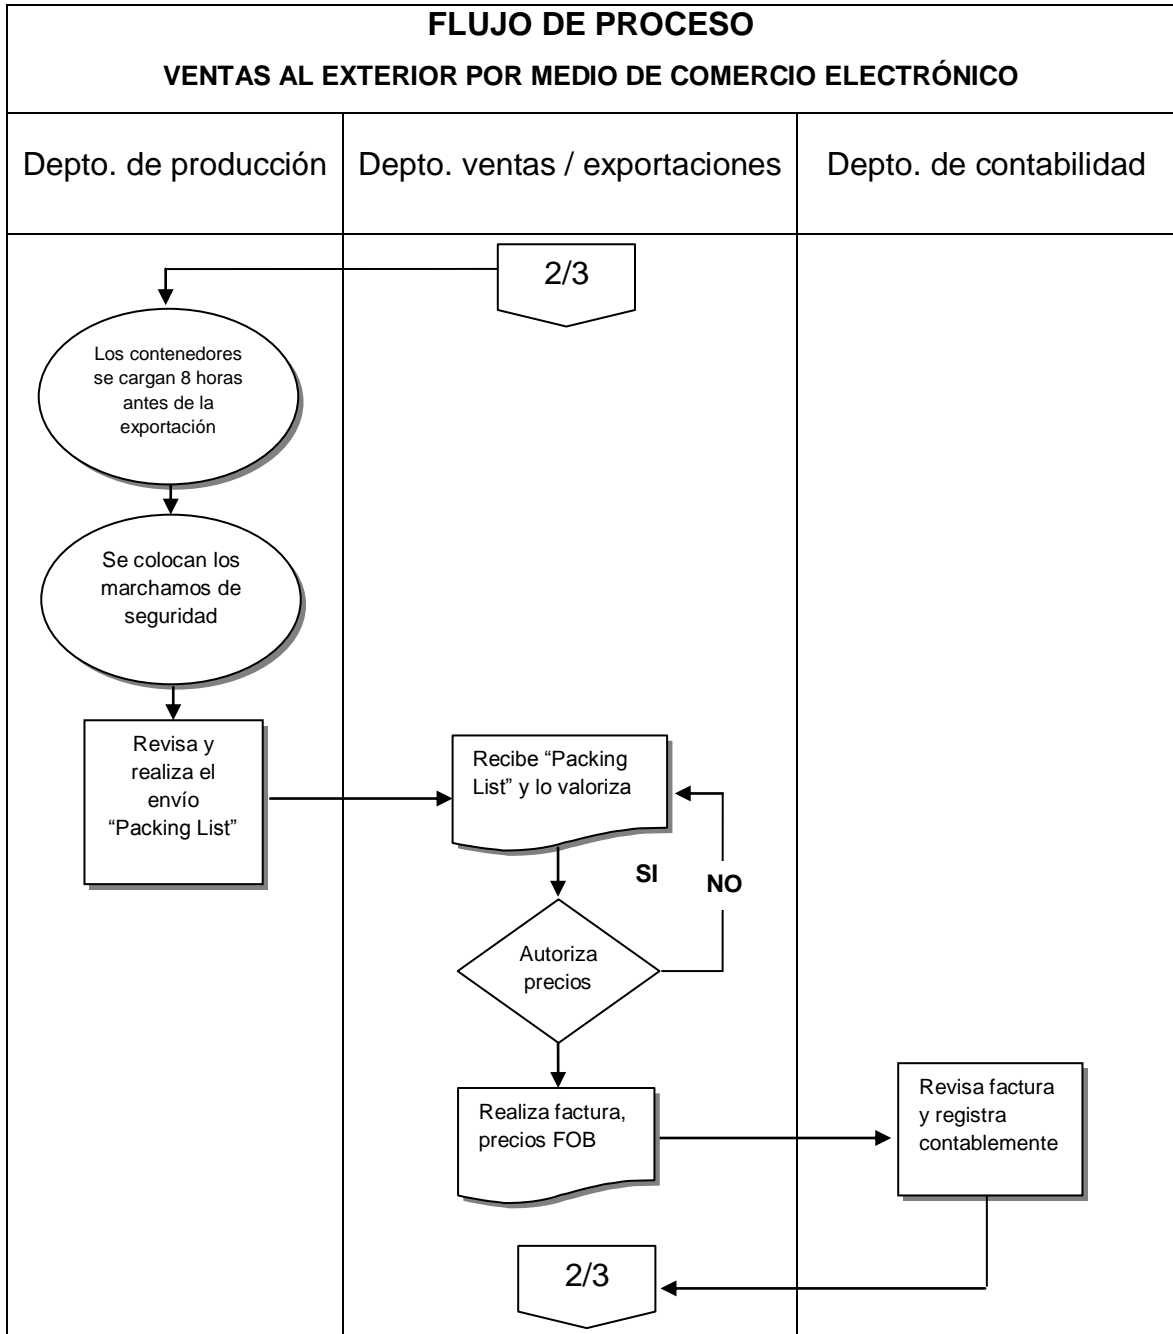 FLUJO DE PROCESO
VENTAS AL EXTERIOR POR MEDIO DE COMERCIO ELECTRÓNICO
Depto. de producción
Depto. ventas / exportaciones
Depto. de contabilidad
2/3
Los contenedores
se cargan 8 horas
antes de la
exportación
Se colocan los
marchamos de
seguridad
Revisa y
realiza el
envío
“Packing List”
Recibe “Packing
List” y lo valoriza
SI
NO
Autoriza
precios
Realiza factura,
precios FOB
Revisa factura
y registra
contablemente
2/3